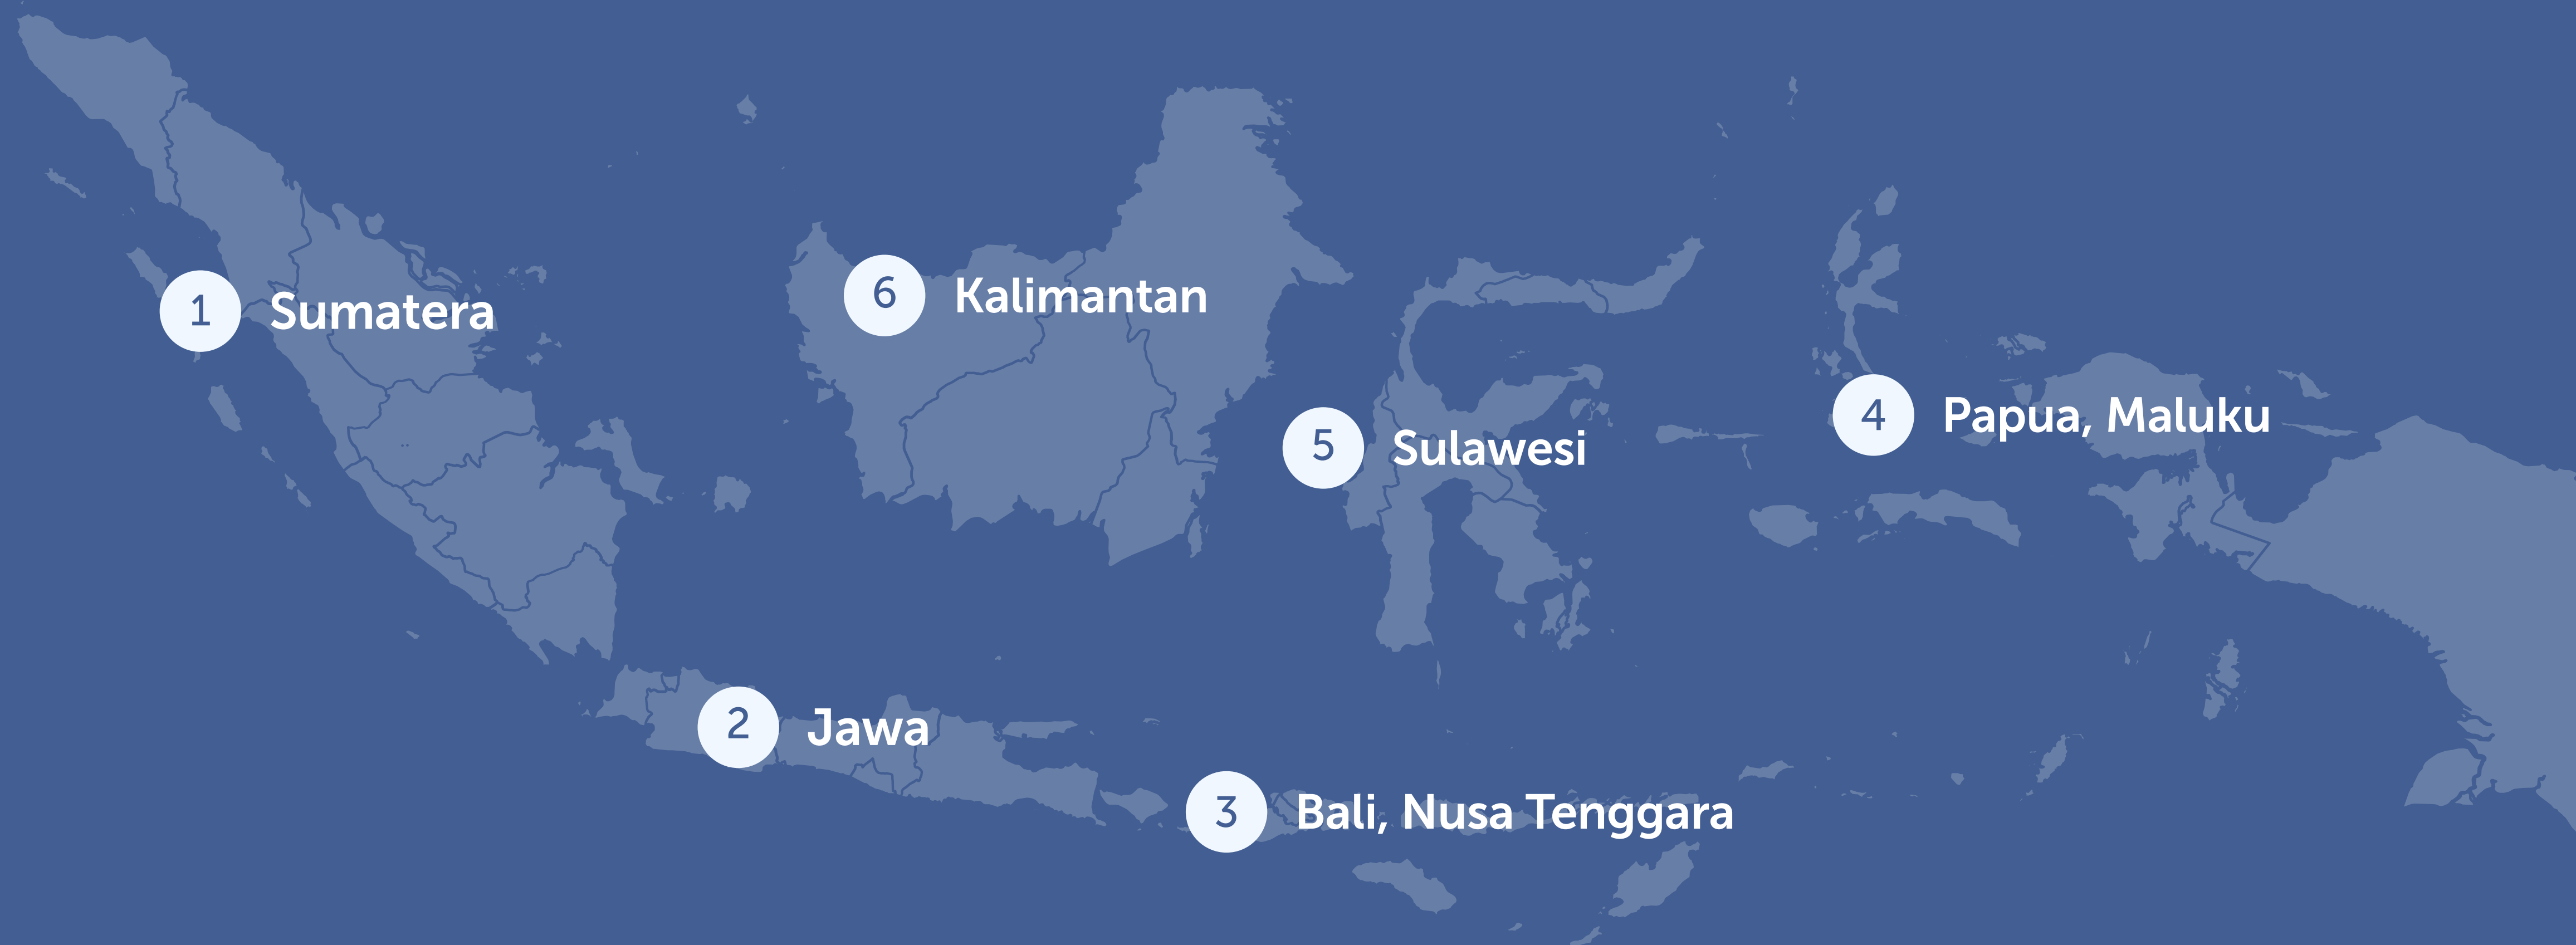 1 Sumatera
6 Kalimantan
4 Papua, Maluku
5 Sulawesi
2 Jawa
3 Bali, Nusa Tenggara